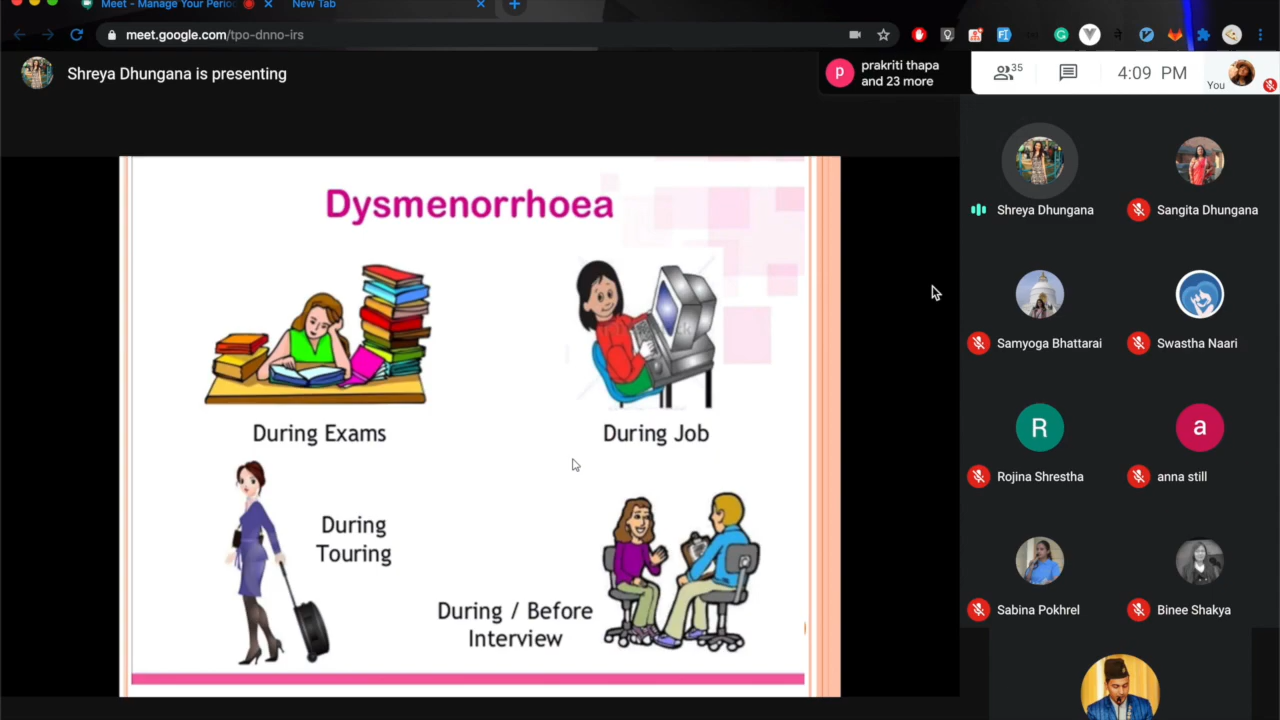 Meet - Manage Your Perio
New Tab
meet.google.com/tpo-dnno-irs
Shreya Dhungana is presenting
p
prakriti thapa
and 23 more
35
4:09 PM
You
Shreya Dhungana
Sangita Dhungana
Samyoga Bhattarai
Swastha Naari
R
a
Rojina Shrestha
anna still
Sabina Pokhrel
Binee Shakya
Dysmenorrhoea
During Exams
During Job
During
Touring
During / Before
Interview